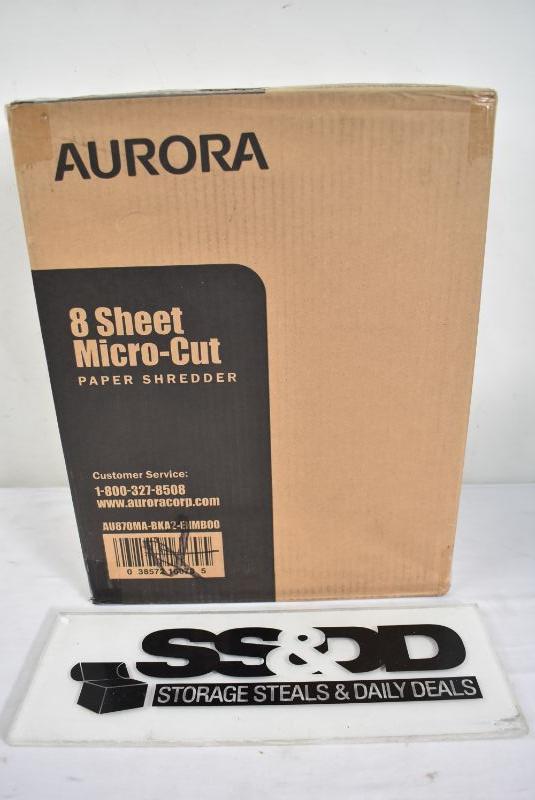 AURORA
8 Sheet
Micro-Cut
PAPER SHREDDER
Customer Service:
1-800-327-8508
www.auroracorp.com
SS&DD
STORAGE STEALS & DAILY DEALS